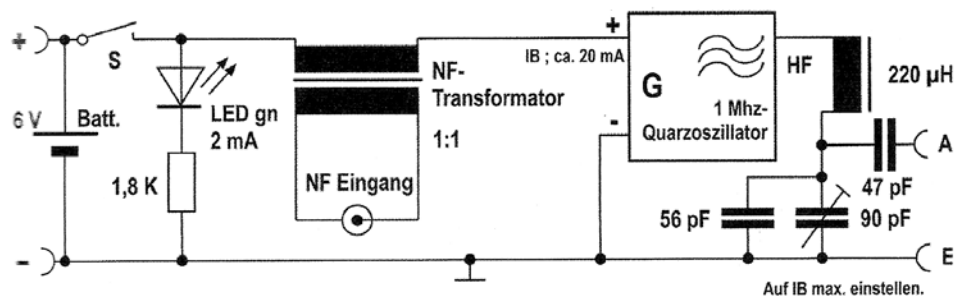 +
S
6 V
Batt.
LED gn
2 mA
1,8 K
-
NF-
Transformator
1:1
NF Eingang
+
IB ; ca. 20 mA
-
G
1 Mhz-
Quarzoszillator
HF
220 µH
A
47 pF
56 pF
90 pF
E
Auf IB max. einstellen.